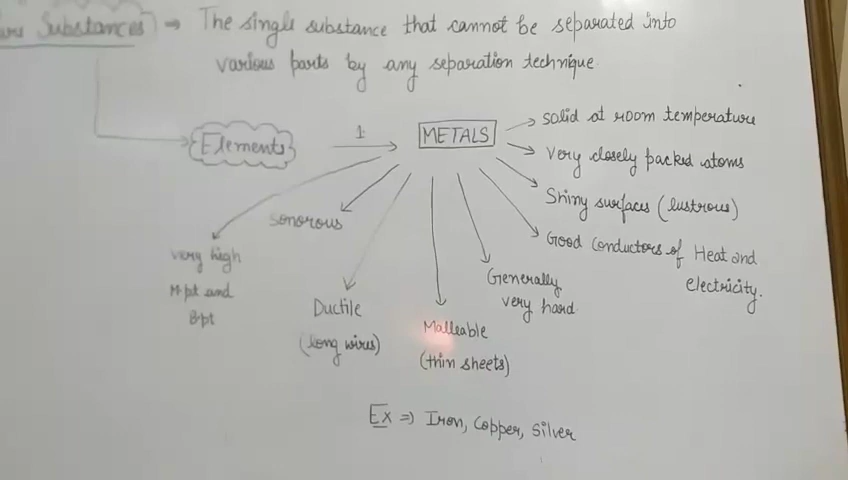 Substances ⇒ The single substance that cannot be separated into
various parts by any separation technique.
Elements
1.
METALS
→ solid at room temperature
→ Very closely packed atoms
→ Shiny surfaces (lustrous)
→ Good conductors of Heat and
electricity.
Generally
very hard
Malleable
(thin sheets)
Ductile
(long wires)
sonorous
very high
M.pt and
B.pt
Ex ⇒ Iron, Copper, Silver